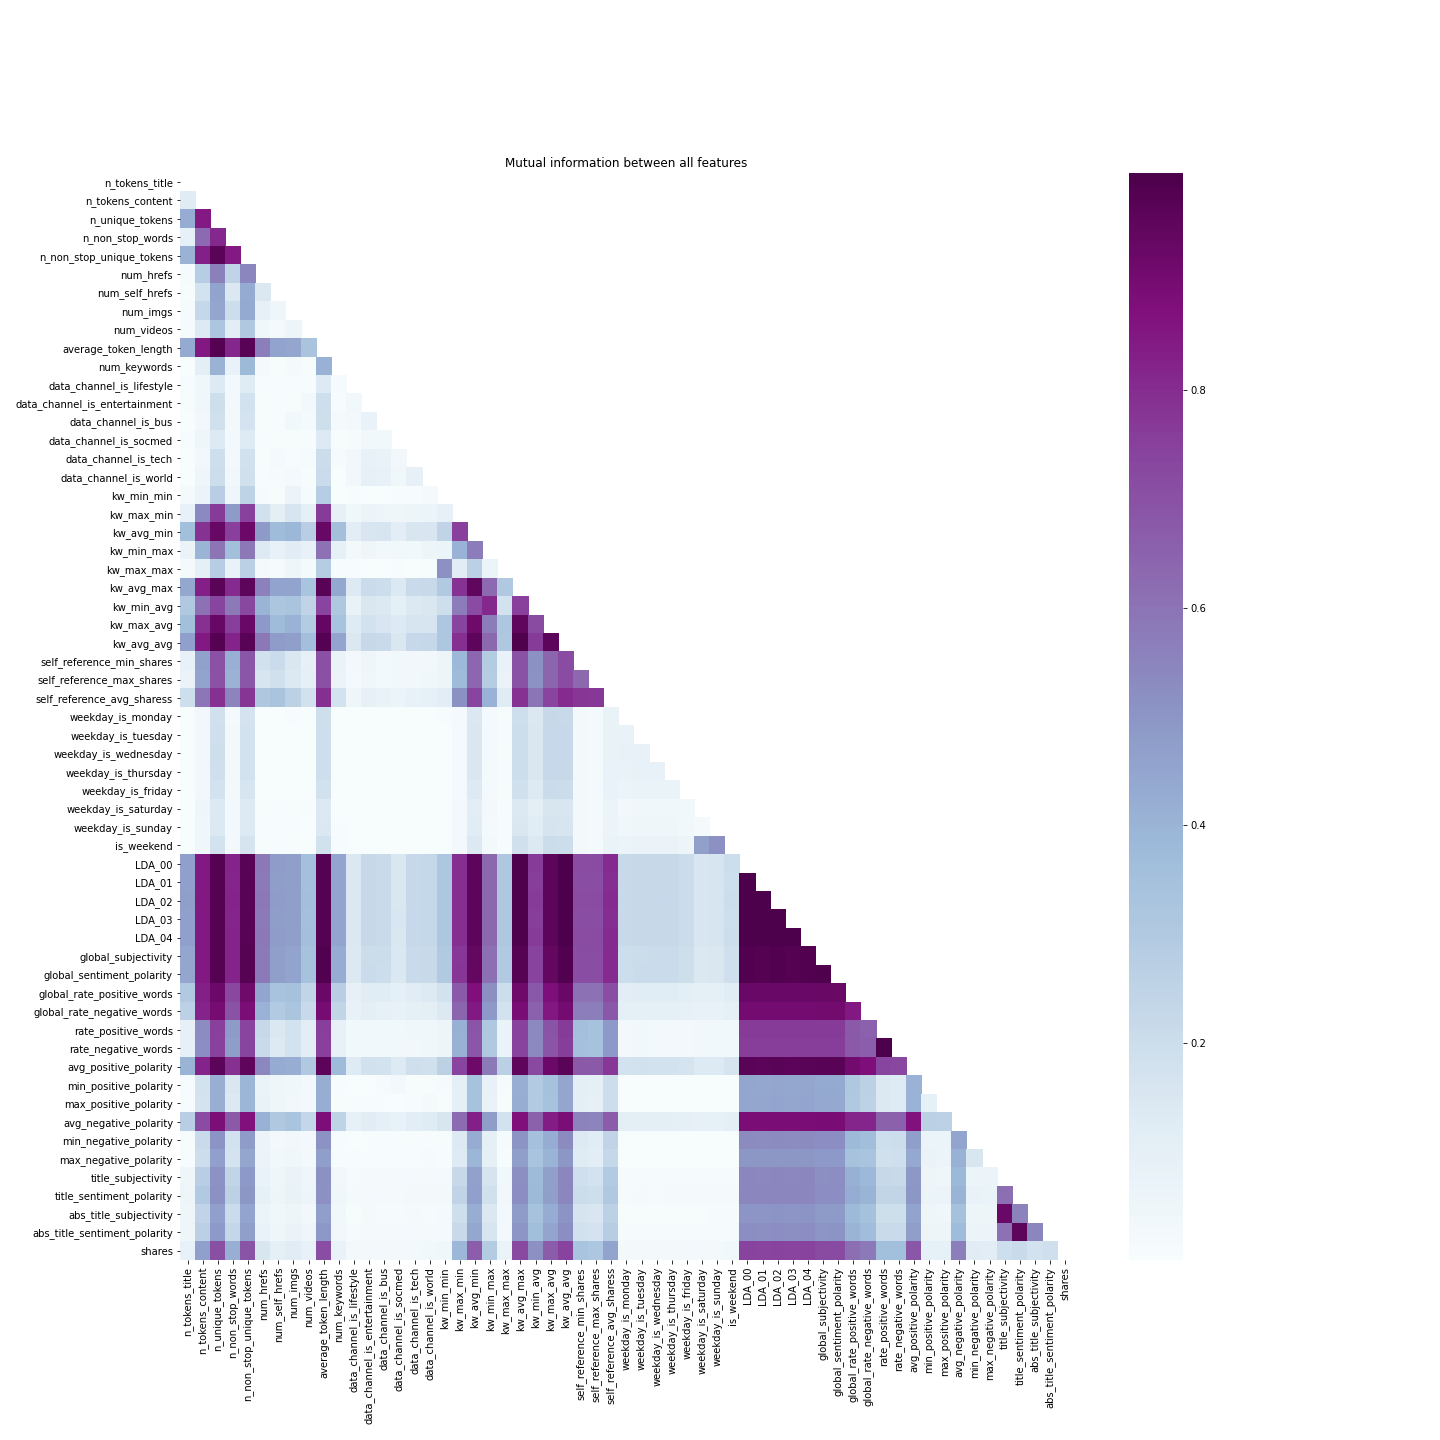 Mutual information between all features
n_tokens_title
n_tokens_content
n_unique_tokens
n_non_stop_words
n_non_stop_unique_tokens
num_hrefs
num_self_hrefs
num_imgs
num_videos
average_token_length
num_keywords
data_channel_is_lifestyle
data_channel_is_entertainment
data_channel_is_bus
data_channel_is_socmed
data_channel_is_tech
data_channel_is_world
kw_min_min
kw_max_min
kw_avg_min
kw_min_max
kw_max_max
kw_avg_max
kw_min_avg
kw_max_avg
kw_avg_avg
self_reference_min_shares
self_reference_max_shares
self_reference_avg_sharess
weekday_is_monday
weekday_is_tuesday
weekday_is_wednesday
weekday_is_thursday
weekday_is_friday
weekday_is_saturday
weekday_is_sunday
is_weekend
LDA_00
LDA_01
LDA_02
LDA_03
LDA_04
global_subjectivity
global_sentiment_polarity
global_rate_positive_words
global_rate_negative_words
rate_positive_words
rate_negative_words
avg_positive_polarity
min_positive_polarity
max_positive_polarity
avg_negative_polarity
min_negative_polarity
max_negative_polarity
title_subjectivity
title_sentiment_polarity
abs_title_subjectivity
abs_title_sentiment_polarity
shares
n_tokens_title
n_tokens_content
n_unique_tokens
n_non_stop_words
n_non_stop_unique_tokens
num_hrefs
num_self_hrefs
num_imgs
num_videos
average_token_length
num_keywords
data_channel_is_lifestyle
data_channel_is_entertainment
data_channel_is_bus
data_channel_is_socmed
data_channel_is_tech
data_channel_is_world
kw_min_min
kw_max_min
kw_avg_min
kw_min_max
kw_max_max
kw_avg_max
kw_min_avg
kw_max_avg
kw_avg_avg
self_reference_min_shares
self_reference_max_shares
self_reference_avg_sharess
weekday_is_monday
weekday_is_tuesday
weekday_is_wednesday
weekday_is_thursday
weekday_is_friday
weekday_is_saturday
weekday_is_sunday
is_weekend
LDA_00
LDA_01
LDA_02
LDA_03
LDA_04
global_subjectivity
global_sentiment_polarity
global_rate_positive_words
global_rate_negative_words
rate_positive_words
rate_negative_words
avg_positive_polarity
min_positive_polarity
max_positive_polarity
avg_negative_polarity
min_negative_polarity
max_negative_polarity
title_subjectivity
title_sentiment_polarity
abs_title_subjectivity
abs_title_sentiment_polarity
shares
0.8
0.6
0.4
0.2